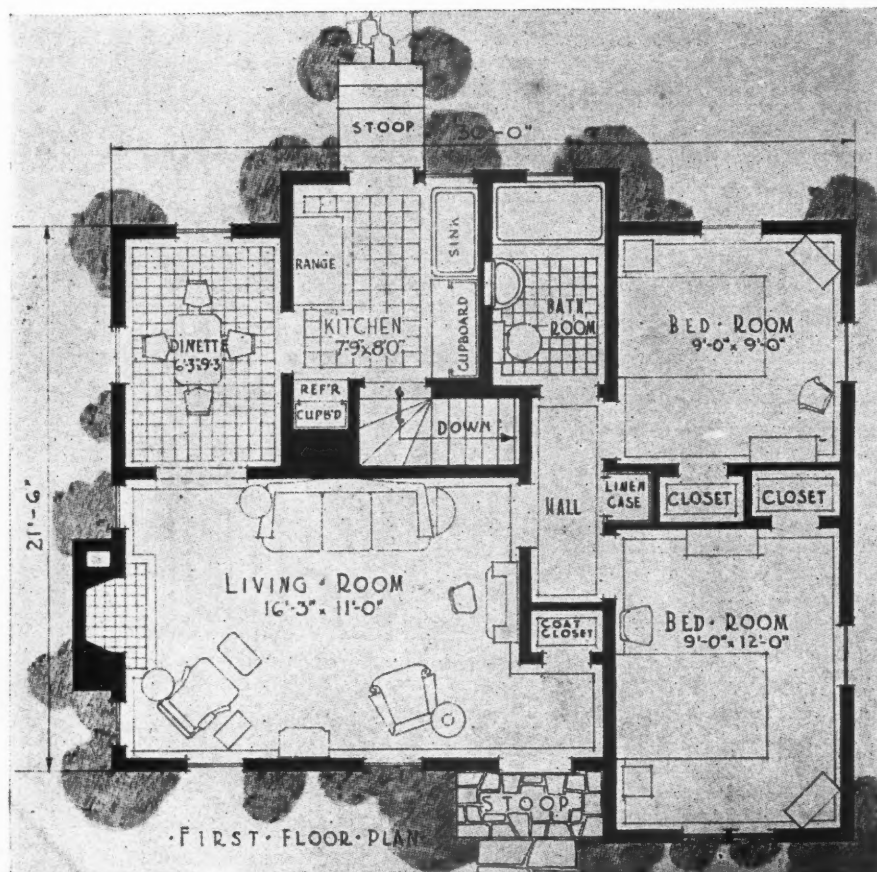 STOOP
30'-0"
SINK
RANGE
KITCHEN
7'-9"x8'0"
CUPBOARD
BATH
ROOM
BED · ROOM
9'-0" x 9'-0"
DINETTE
6'-3"x9'-3"
REF'R
CUPB'D
DOWN
21'-6"
HALL
LINEN
CASE
CLOSET
CLOSET
LIVING · ROOM
16'-3" x 11'-0"
COAT
CLOSET
BED · ROOM
9'-0" x 12'-0"
STOOP
· FIRST · FLOOR · PLAN ·